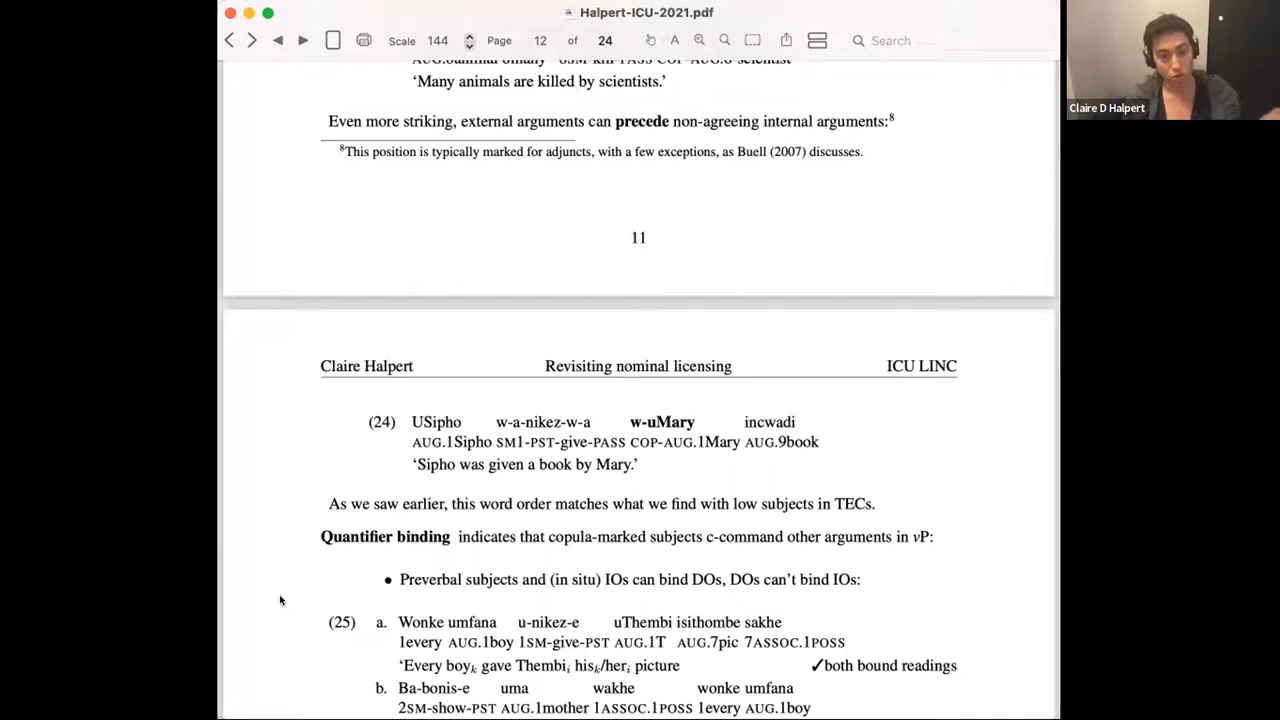 Halpert-ICU-2021.pdf
Scale 144 Page 12 of 24 A Search
Claire D Halpert
‘Many animals are killed by scientists.’
Even more striking, external arguments can precede non-agreeing internal arguments:8
8This position is typically marked for adjuncts, with a few exceptions, as Buell (2007) discusses.
11
Claire Halpert Revisiting nominal licensing ICU LINC
(24) USipho w-a-nikez-w-a w-uMary incwadi
AUG.1Sipho SM1-PST-give-PASS COP-AUG.1Mary AUG.9book
‘Sipho was given a book by Mary.’
As we saw earlier, this word order matches what we find with low subjects in TECs.
Quantifier binding indicates that copula-marked subjects c-command other arguments in vP:
• Preverbal subjects and (in situ) IOs can bind DOs, DOs can’t bind IOs:
(25) a. Wonke umfana u-nikez-e uThembi isithombe sakhe
1every AUG.1boy 1SM-give-PST AUG.1T AUG.7pic 7ASSOC.1POSS
‘Every boyk gave Thembii hisk/heri picture ✓both bound readings
b. Ba-bonis-e uma wakhe wonke umfana
2SM-show-PST AUG.1mother 1ASSOC.1POSS 1every AUG.1boy